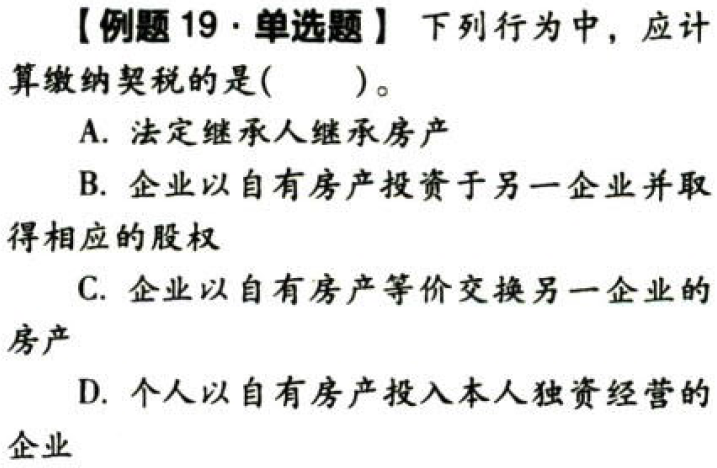 【例题 19·单选题】 下列行为中，应计
算缴纳契税的是(  )。
A. 法定继承人继承房产
B. 企业以自有房产投资于另一企业并取
得相应的股权
C. 企业以自有房产等价交换另一企业的
房产
D. 个人以自有房产投入本人独资经营的
企业